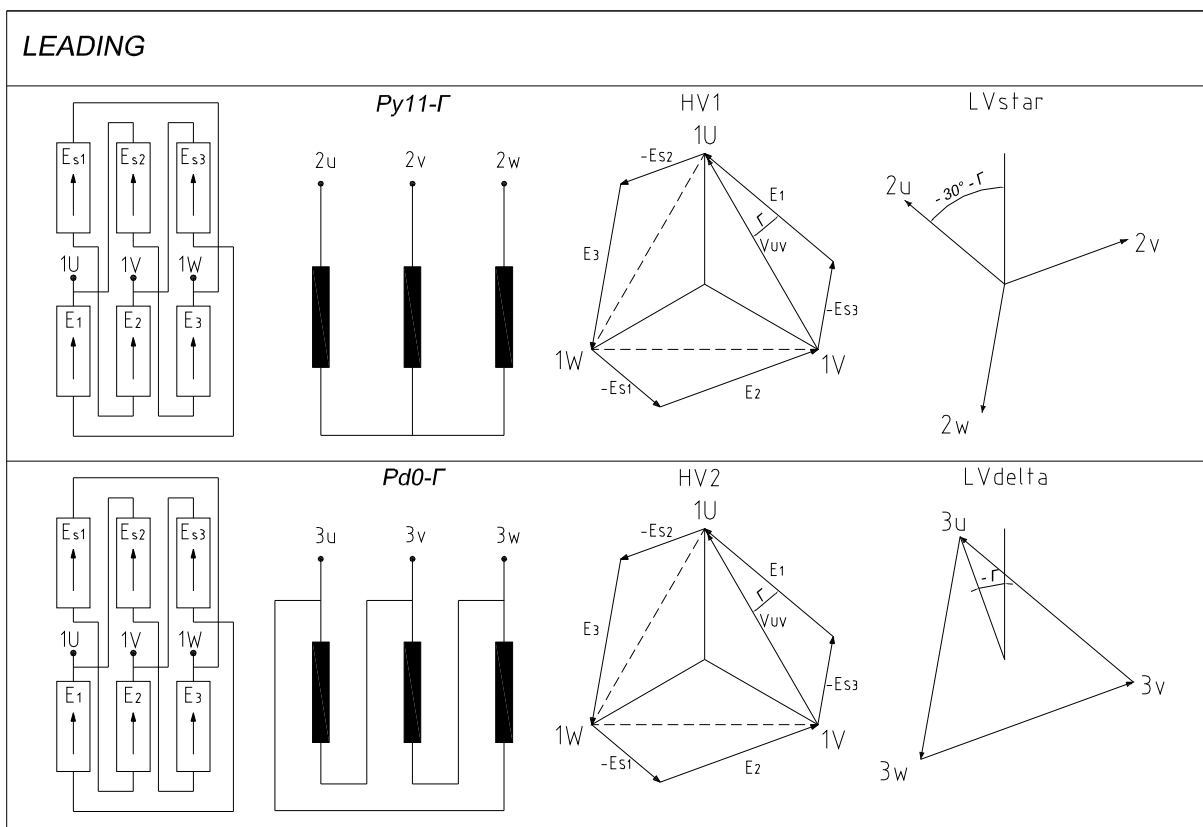 LEADING
Py11-Γ
HV1
LVstar
Es1 Es2 Es3
1U 1V 1W
E1 E2 E3
2u 2v 2w
1U
-Es2
E1
Γ
Vuv
E3
-Es3
1W
1V
-Es1
E2
-30°-Γ
2u
2v
2w
Pd0-Γ
HV2
LVdelta
Es1 Es2 Es3
1U 1V 1W
E1 E2 E3
3u 3v 3w
1U
-Es2
E1
Γ
Vuv
E3
-Es3
1W
1V
-Es1
E2
3u
-Γ
3v
3w